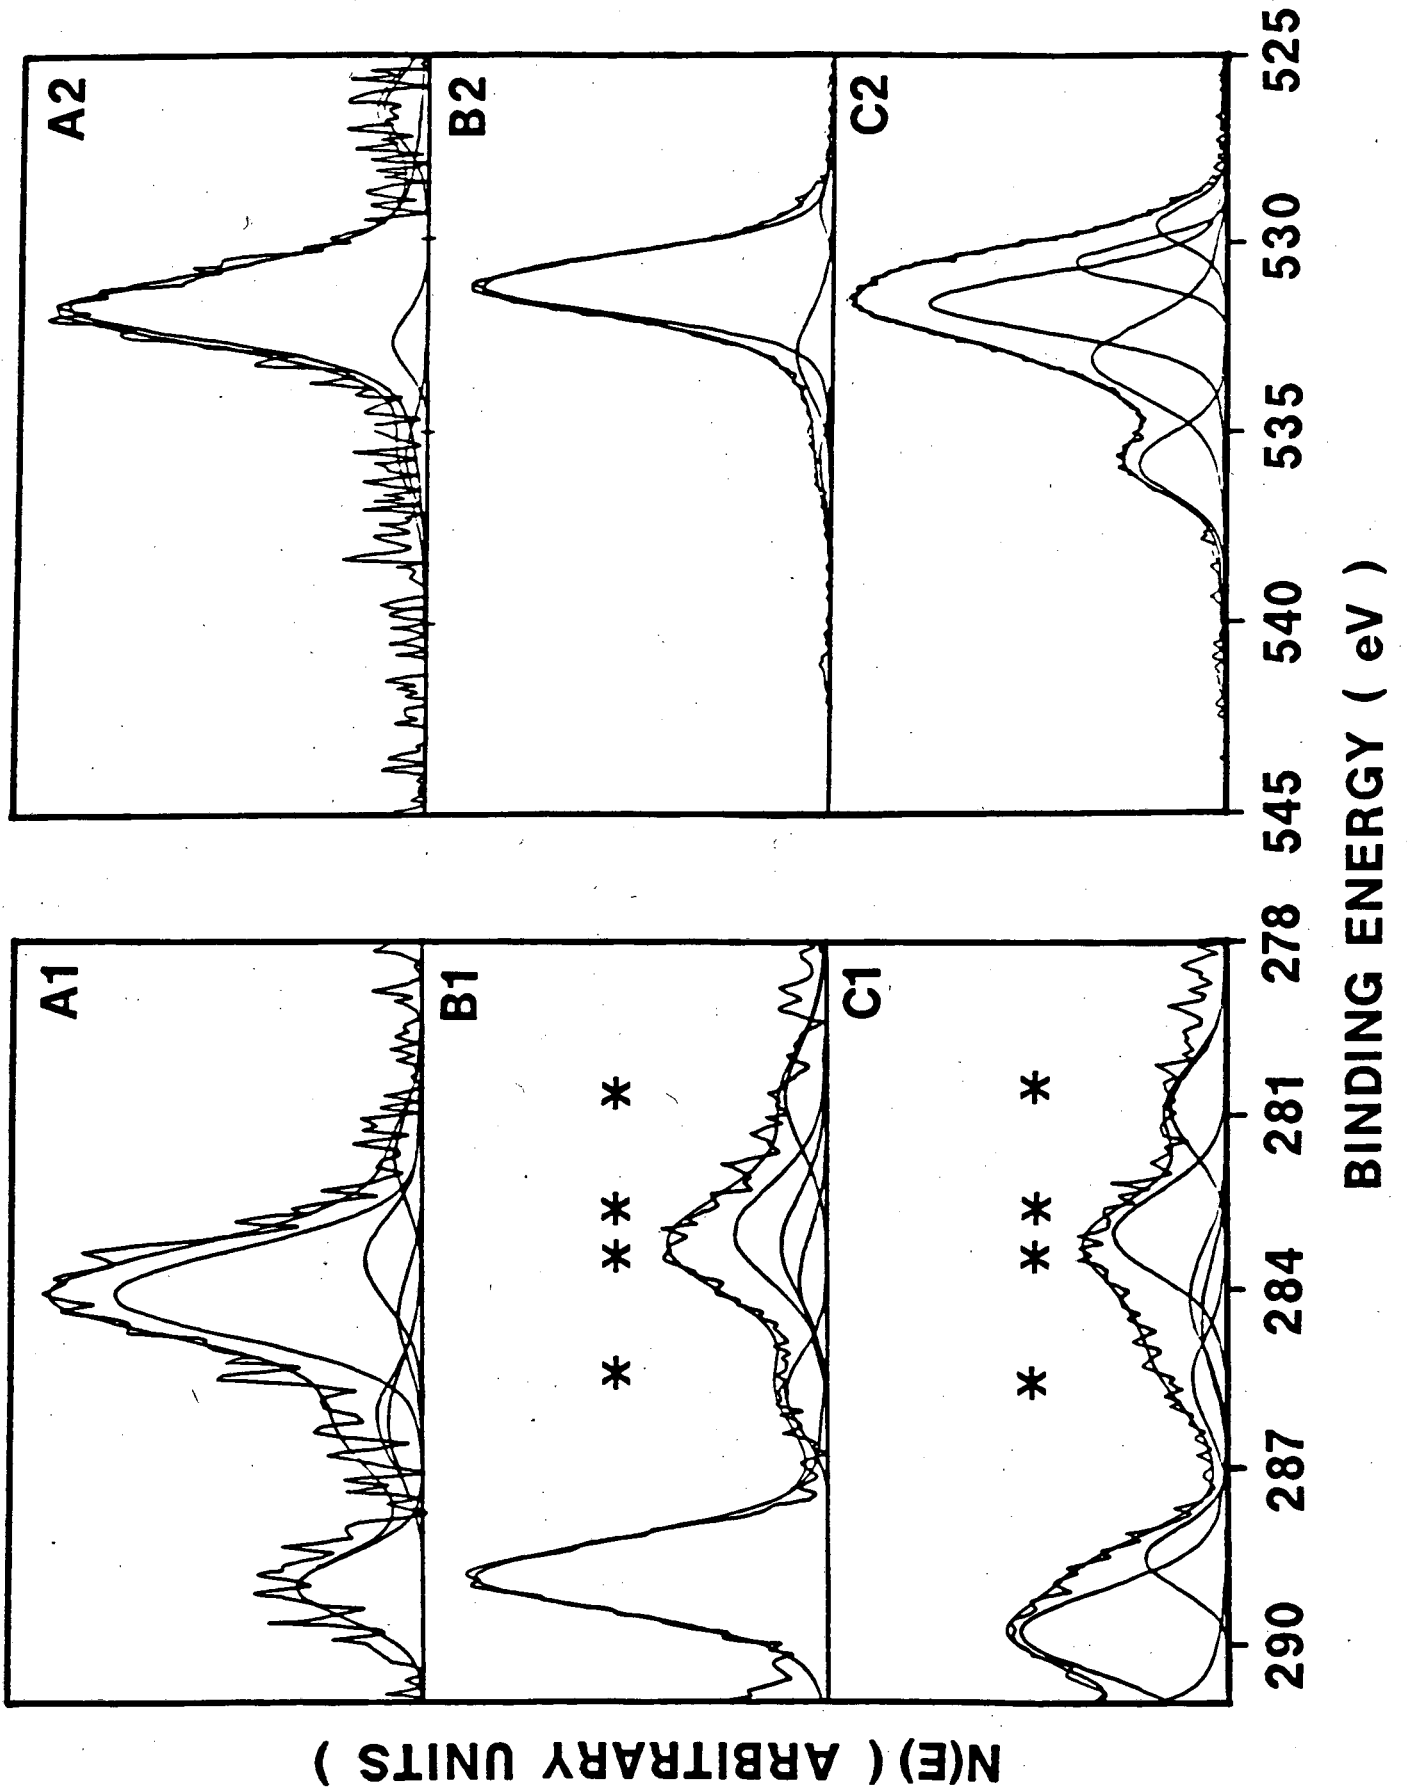 A1
A2
B1
* * * *
B2
C1
* * * *
C2
N(E) ( ARBITRARY UNITS )
290 287 284 281 278
545 540 535 530 525
BINDING ENERGY ( eV )